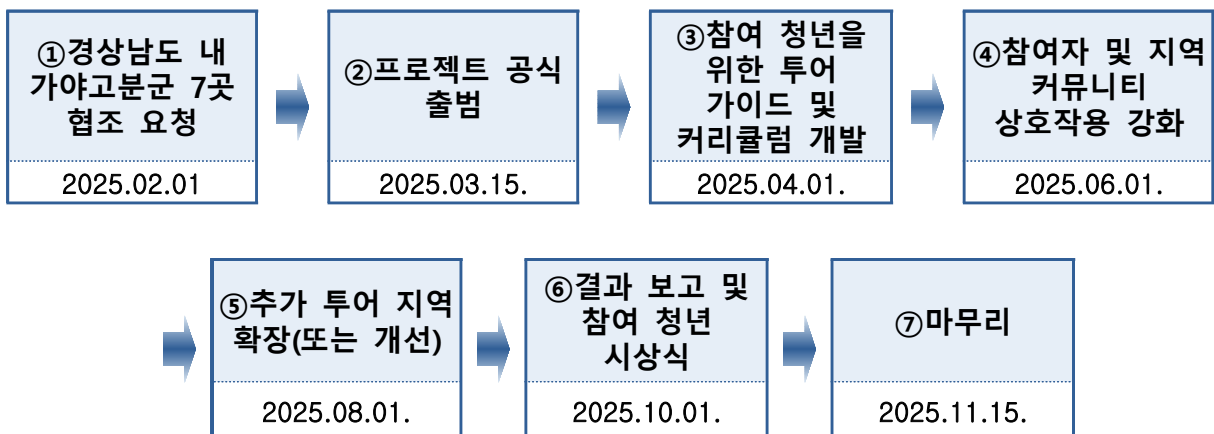 ①경상남도 내
가야고분군 7곳
협조 요청
2025.02.01
②프로젝트 공식
출범
2025.03.15.
③참여 청년을
위한 투어
가이드 및
커리큘럼 개발
2025.04.01.
④참여자 및 지역
커뮤니티
상호작용 강화
2025.06.01.
⑤추가 투어 지역
확장(또는 개선)
2025.08.01.
⑥결과 보고 및
참여 청년
시상식
2025.10.01.
⑦마무리
2025.11.15.